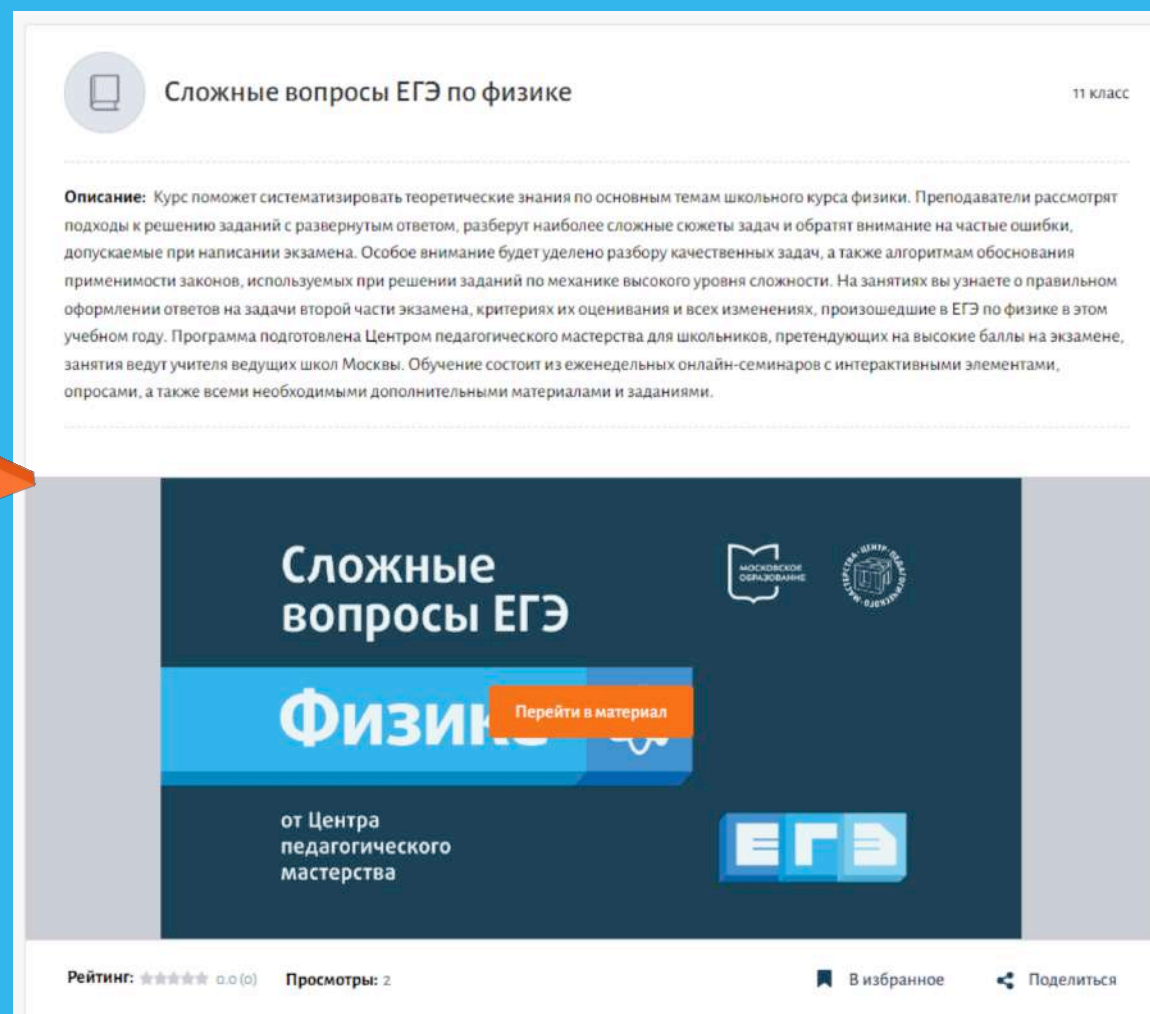 Сложные вопросы ЕГЭ по физике
11 класс
Описание: Курс поможет систематизировать теоретические знания по основным темам школьного курса физики. Преподаватели рассмотрят
подходы к решению заданий с развернутым ответом, разберут наиболее сложные сюжеты задач и обратят внимание на частые ошибки,
допускаемые при написании экзамена. Особое внимание будет уделено разбору качественных задач, а также алгоритмам обоснования
применимости законов, используемых при решении заданий по механике высокого уровня сложности. На занятиях вы узнаете о правильном
оформлении ответов на задачи второй части экзамена, критериях их оценивания и всех изменениях, произошедшие в ЕГЭ по физике в этом
учебном году. Программа подготовлена Центром педагогического мастерства для школьников, претендующих на высокие баллы на экзамене,
занятия ведут учителя ведущих школ Москвы. Обучение состоит из еженедельных онлайн-семинаров с интерактивными элементами,
опросами, а также всеми необходимыми дополнительными материалами и заданиями.
Сложные
вопросы ЕГЭ
МОСКОВСКОЕ
ОБРАЗОВАНИЕ
ЦЕНТР ПЕДАГОГИЧЕСКОГО МАСТЕРСТВА
Перейти в материал
от Центра
педагогического
мастерства
ЕГЭ
Рейтинг: 0.0 (0)
Просмотры: 2
В избранное
Поделиться